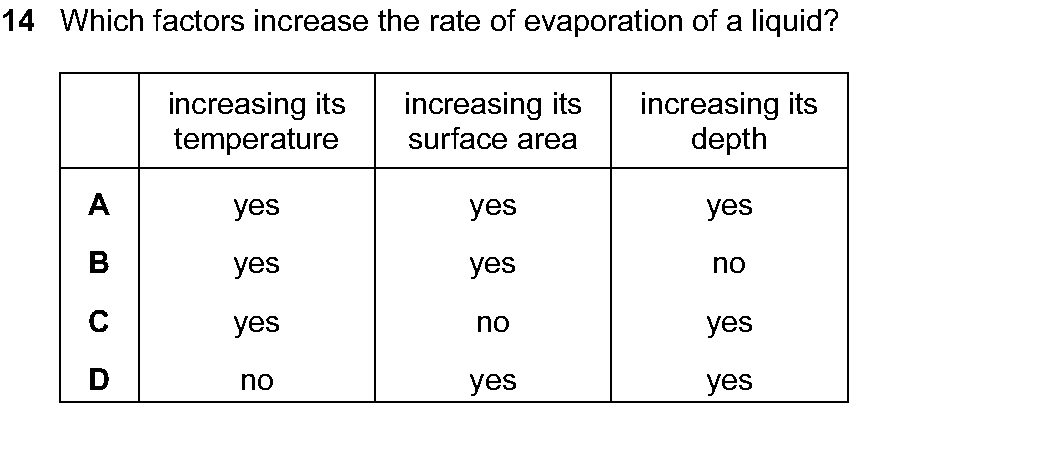 14 Which factors increase the rate of evaporation of a liquid?
increasing its temperature increasing its surface area increasing its depth
A yes yes yes
B yes yes no
C yes no yes
D no yes yes